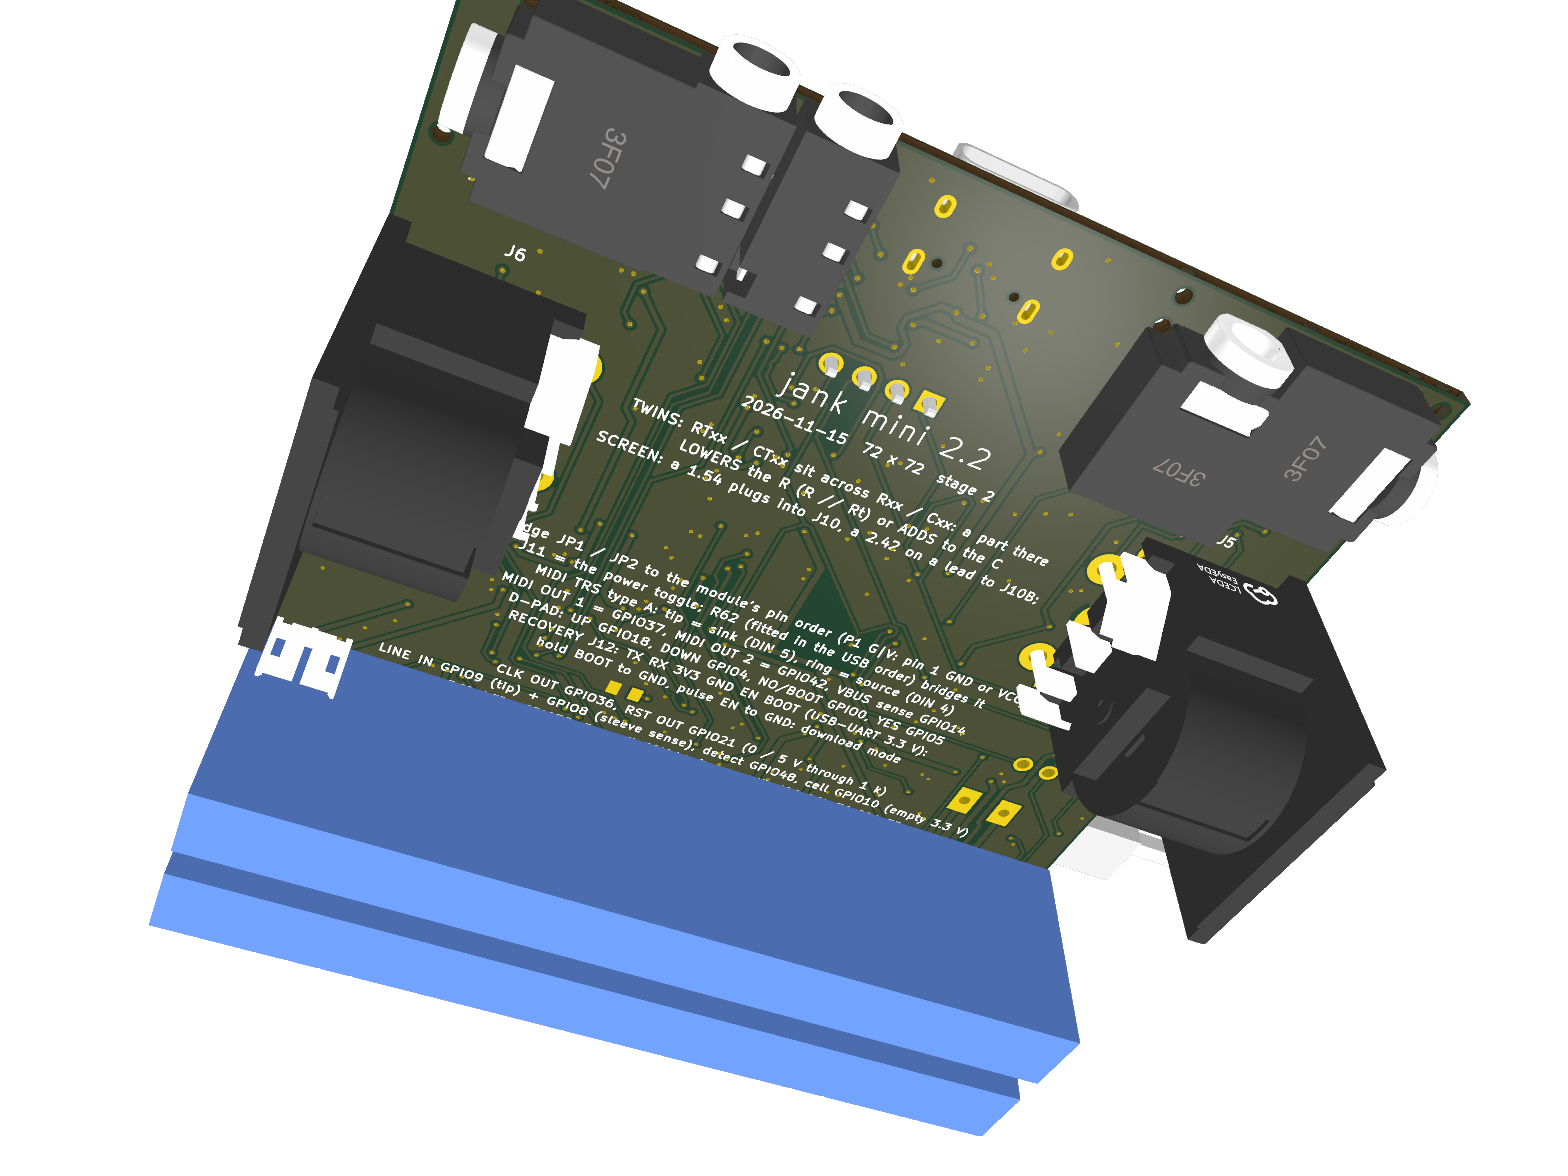 3F07
J6
jank mini 2.2
2026-11-15 72 x 72 stage 2
TWINS: RTxx / CTxx sit across Rxx / Cxx: a part there
LOWERS the R (R // Rt) or ADDS to the C
SCREEN: a 1.54 plugs into J10, a 2.42 on a lead to J10B,
JP1 / JP2 to the module's pin order (P1 G|V: pin 1 GND or VCC
J11 = the power toggle; R62 (fitted in the USB order) bridges it
MIDI TRS type A: tip = sink (DIN 5), ring = source (DIN 4)
MIDI OUT 1 = GPIO37, MIDI OUT 2 = GPIO42, VBUS sense GPIO14
D-PAD: UP GPIO18, DOWN GPIO4, NO/BOOT GPIO0, YES GPIO5
RECOVERY J12: TX RX 3V3 GND EN BOOT (USB-UART 3.3 V):
hold BOOT to GND, pulse EN to GND: download mode
CLK OUT GPIO36, RST OUT GPIO21 (0 / 5 V through 1 k)
LINE IN GPIO9 (tip) + GPIO8 (sleeve sense), detect GPIO48, cell GPIO10 (empty 3.3 V)
3F07
3F07
J5
EasyEDA